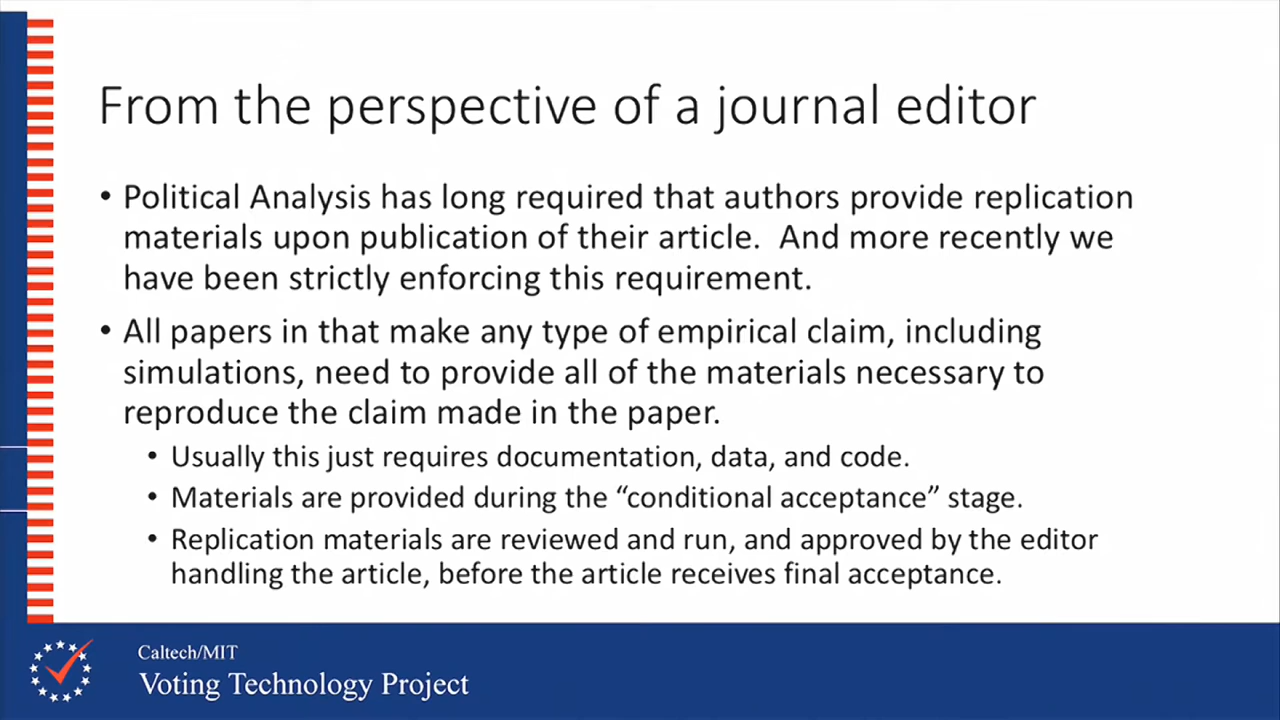 From the perspective of a journal editor
• Political Analysis has long required that authors provide replication
materials upon publication of their article.  And more recently we
have been strictly enforcing this requirement.
• All papers in that make any type of empirical claim, including
simulations, need to provide all of the materials necessary to
reproduce the claim made in the paper.
• Usually this just requires documentation, data, and code.
• Materials are provided during the “conditional acceptance” stage.
• Replication materials are reviewed and run, and approved by the editor
handling the article, before the article receives final acceptance.
Caltech/MIT
Voting Technology Project